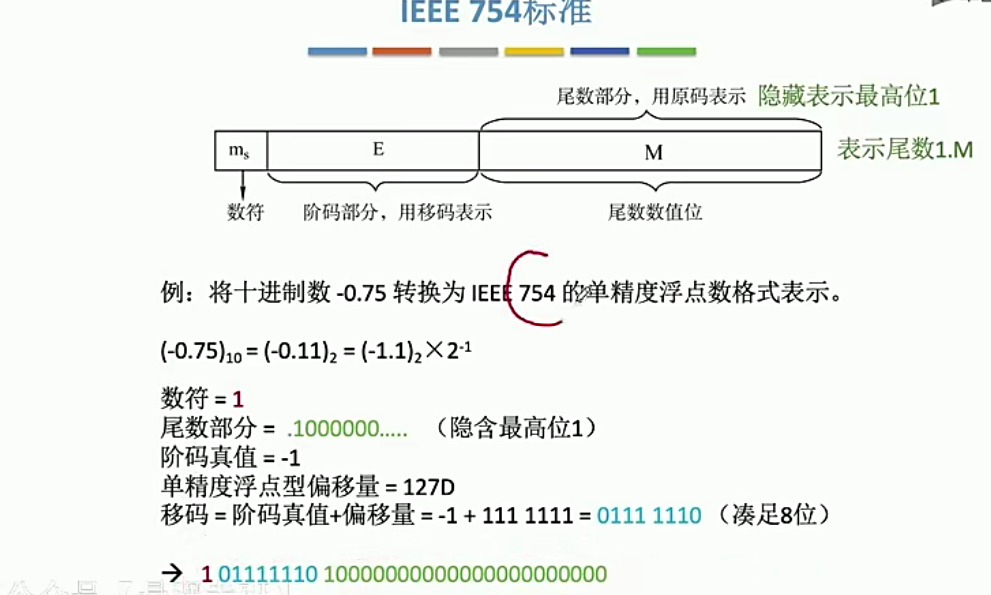 IEEE 754标准
尾数部分，用原码表示 隐藏表示最高位1
mₛ E M 表示尾数1.M
数符 阶码部分，用移码表示 尾数数值位
例：将十进制数 -0.75 转换为 IEEE 754 的单精度浮点数格式表示。
(-0.75)₁₀ = (-0.11)₂ = (-1.1)₂×2⁻¹
数符 = 1
尾数部分 = .1000000..... （隐含最高位1）
阶码真值 = -1
单精度浮点型偏移量 = 127D
移码 = 阶码真值+偏移量 = -1 + 111 1111 = 0111 1110 （凑足8位）
→ 1 01111110 10000000000000000000000